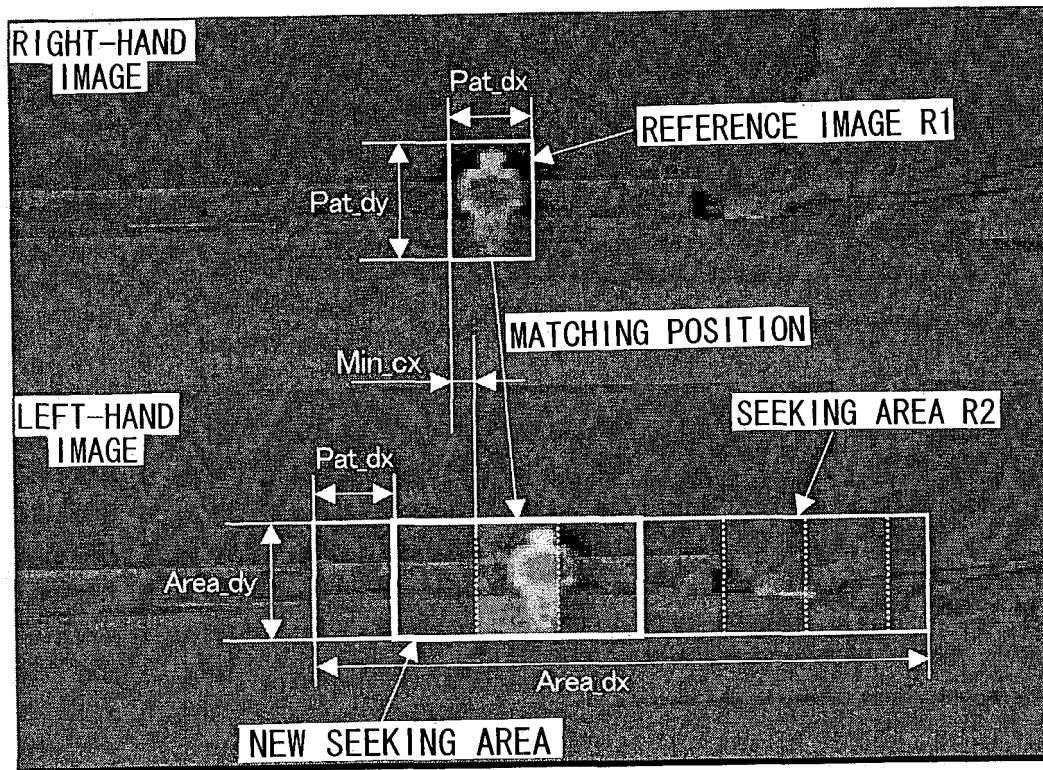 RIGHT-HAND
IMAGE
Pat_dx
REFERENCE IMAGE R1
Pat_dy
MATCHING POSITION
Min_cx
LEFT-HAND
IMAGE
SEEKING AREA R2
Pat_dx
Area_dy
Area_dx
NEW SEEKING AREA